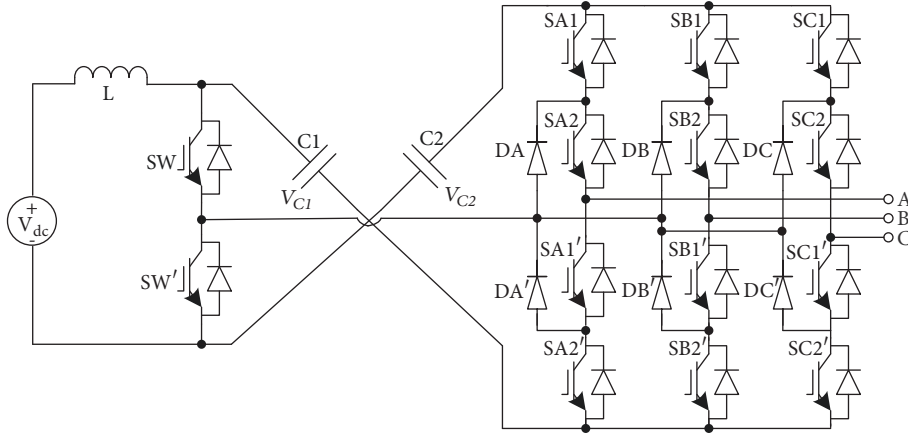 SA1 SB1 SC1
L
C1 C2
SA2 SB2 SC2
SW DA DB DC
V_C1 V_C2
A
+
V_dc
-
B
C
SA1′ SB1′ SC1′
SW′ DA′ DB′ DC′
SA2′ SB2′ SC2′